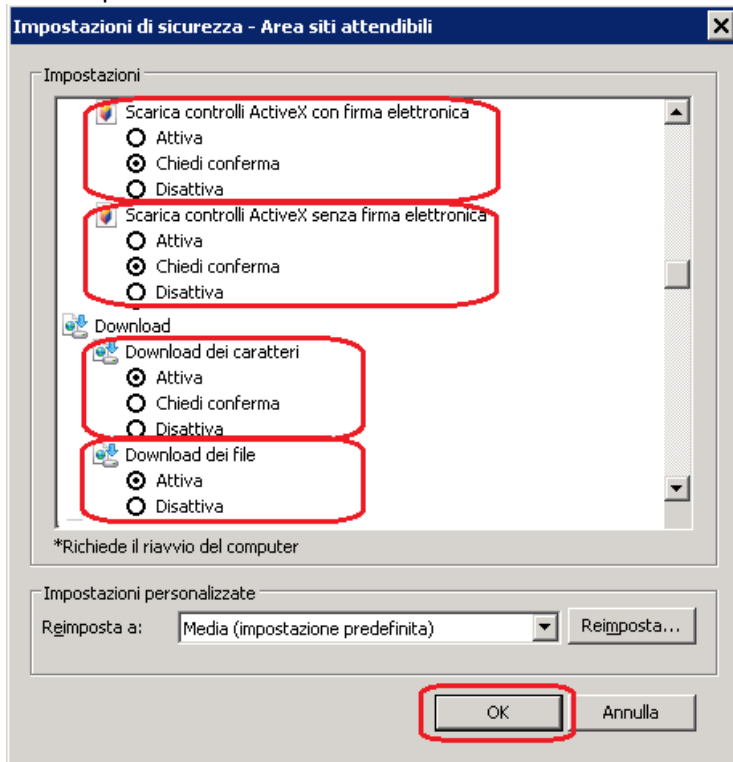 Impostazioni di sicurezza - Area siti attendibili
Impostazioni
Scarica controlli ActiveX con firma elettronica
Attiva
Chiedi conferma
Disattiva
Scarica controlli ActiveX senza firma elettronica
Attiva
Chiedi conferma
Disattiva
Download
Download dei caratteri
Attiva
Chiedi conferma
Disattiva
Download dei file
Attiva
Disattiva
*Richiede il riavvio del computer
Impostazioni personalizzate
Reimposta a: Media (impostazione predefinita) Reimposta...
OK Annulla